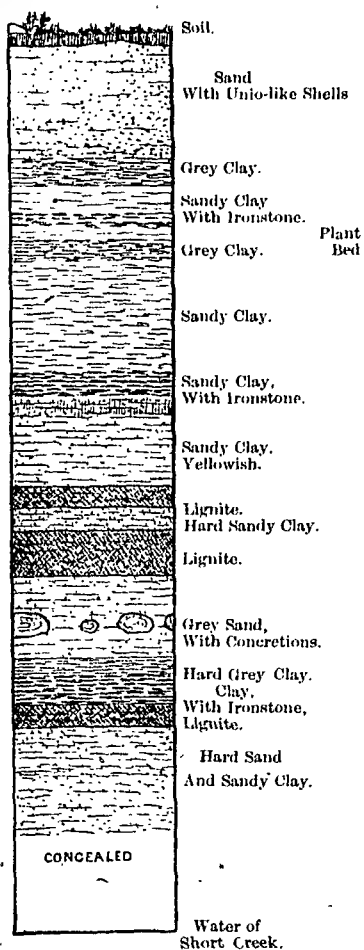 Soil.
Sand
With Unio-like Shells
Grey Clay.
Sandy Clay
With Ironstone.
Plant
Grey Clay. Bed
Sandy Clay.
Sandy Clay,
With Ironstone.
Sandy Clay.
Yellowish.
Lignite.
Hard Sandy Clay.
Lignite.
Grey Sand,
With Concretions.
Hard Grey Clay.
Clay,
With Ironstone,
Lignite.
Hard Sand
And Sandy Clay.
CONCEALED
Water of
Short Creek.